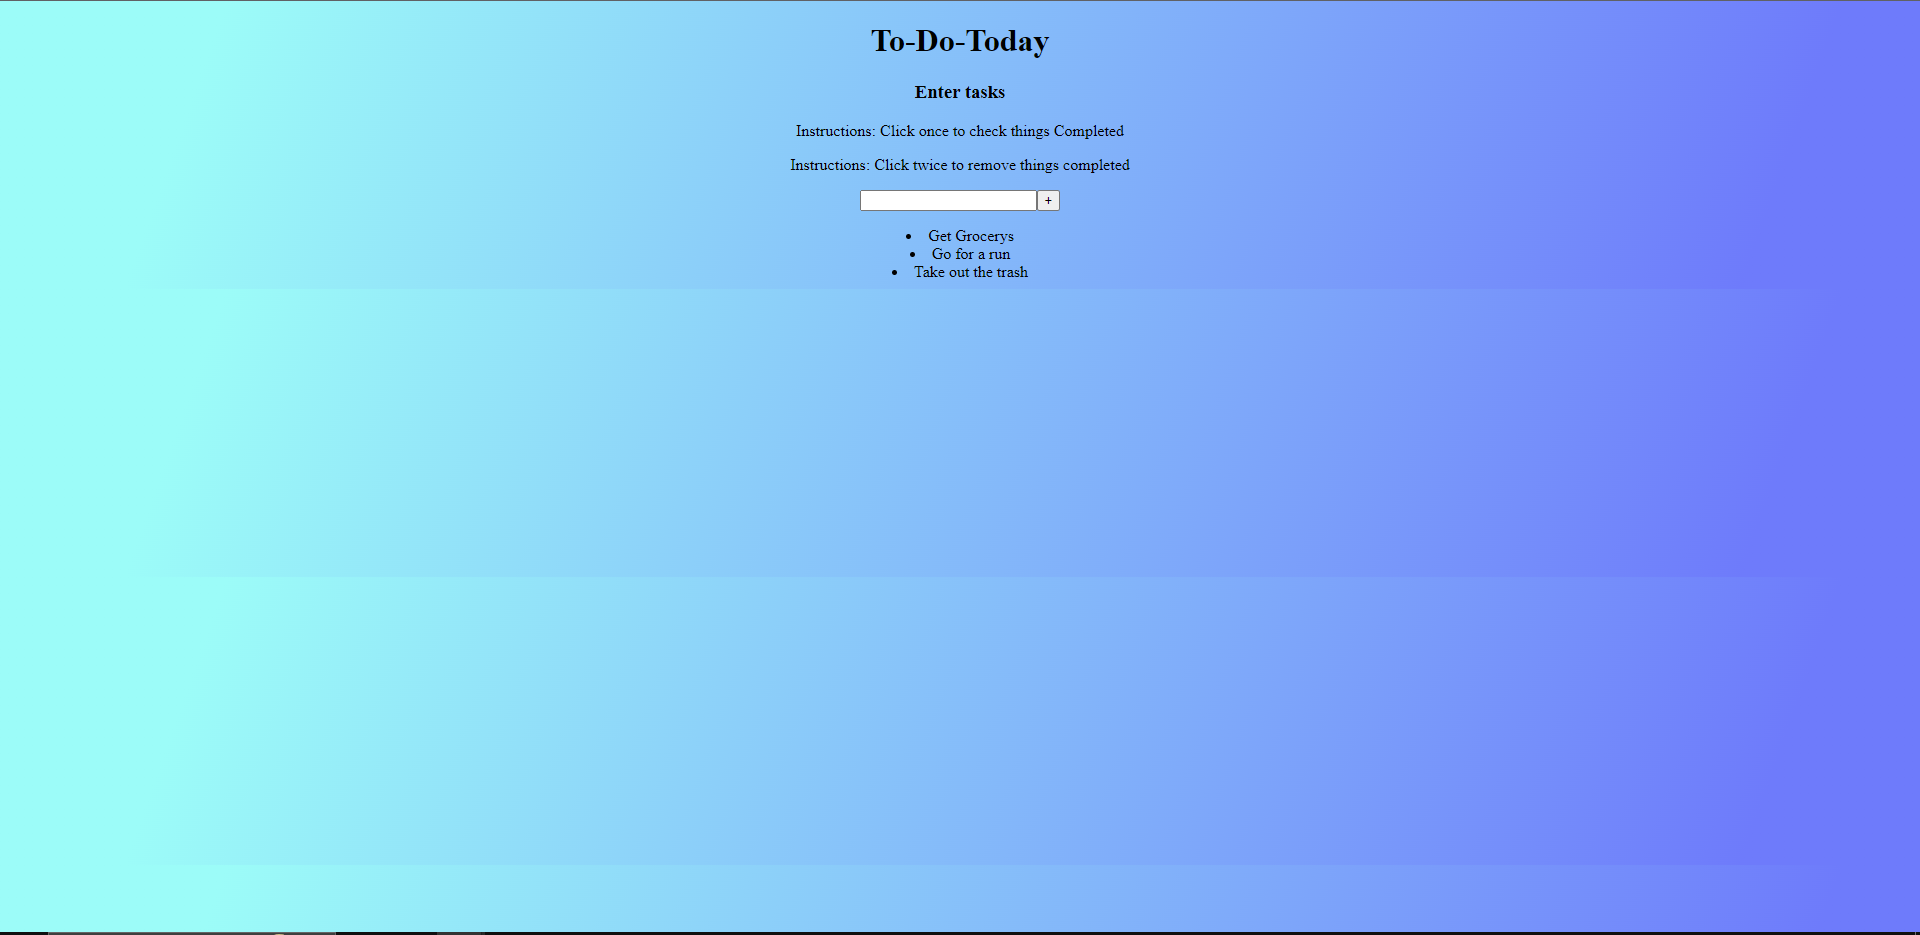 To-Do-Today
Enter tasks
Instructions: Click once to check things Completed
Instructions: Click twice to remove things completed
+
Get Grocerys
Go for a run
Take out the trash